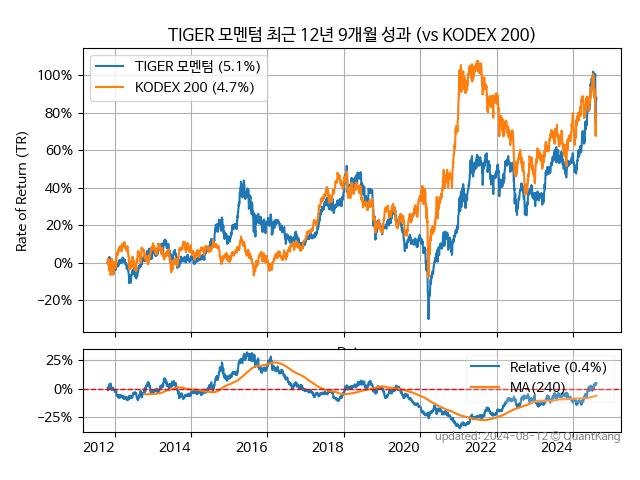 TIGER 모멘텀 최근 12년 9개월 성과 (vs KODEX 200)
TIGER 모멘텀 (5.1%)
KODEX 200 (4.7%)
Rate of Return (TR)
100%
80%
60%
40%
20%
0%
−20%
Relative (0.4%)
MA(240)
25%
0%
−25%
2012 2014 2016 2018 2020 2022 2024
updated: 2024-08-12 © QuantKang